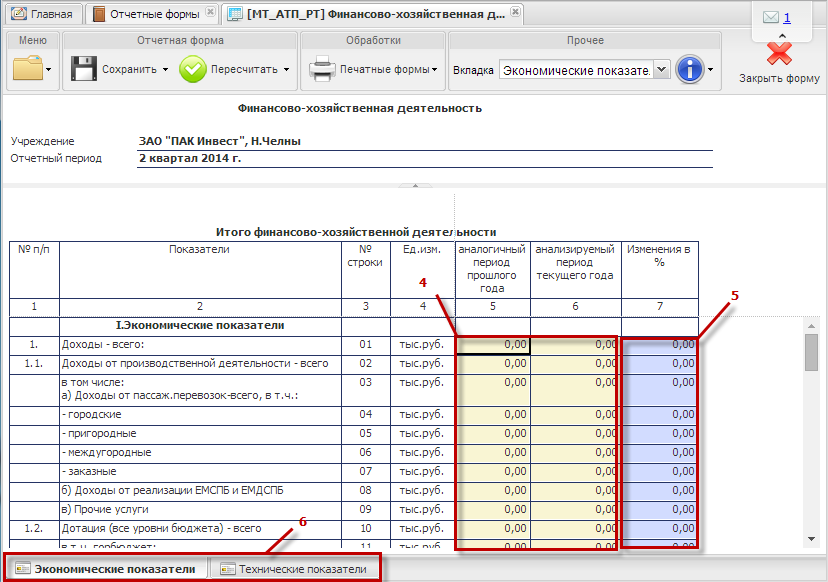 Главная
Отчетные формы
[МТ_АТП_РТ] Финансово-хозяйственная д...
1
Меню
Отчетная форма
Обработки
Прочее
Сохранить
Пересчитать
Печатные формы
Вкладка
Экономические показате.
Закрыть форму
Финансово-хозяйственная деятельность
Учреждение ЗАО "ПАК Инвест", Н.Челны
Отчетный период 2 квартал 2014 г.
Итого финансово-хозяйственной деятельности
№ п/п Показатели № строки Ед.изм. аналогичный период прошлого года анализируемый период текущего года Изменения в %
1 2 3 4 5 6 7
4
5
I.Экономические показатели
1. Доходы - всего: 01 тыс.руб. 0,00 0,00 0,00
1.1. Доходы от производственной деятельности - всего 02 тыс.руб. 0,00 0,00 0,00
в том числе:
а) Доходы от пассаж.перевозок-всего, в т.ч.: 03 тыс.руб. 0,00 0,00 0,00
- городские 04 тыс.руб. 0,00 0,00 0,00
- пригородные 05 тыс.руб. 0,00 0,00 0,00
- междугородные 06 тыс.руб. 0,00 0,00 0,00
- заказные 07 тыс.руб. 0,00 0,00 0,00
б) Доходы от реализации ЕМСПБ и ЕМДСПБ 08 тыс.руб. 0,00 0,00 0,00
в) Прочие услуги 09 тыс.руб. 0,00 0,00 0,00
1.2. Дотация (все уровни бюджета) - всего 10 тыс.руб. 0,00 0,00 0,00
в т.ч. горбюджет: 11 тыс.руб. 0,00 0,00 0,00
6
Экономические показатели
Технические показатели